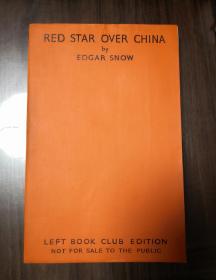 RED STAR OVER CHINA
by
EDGAR SNOW
LEFT BOOK CLUB EDITION
NOT FOR SALE TO THE PUBLIC